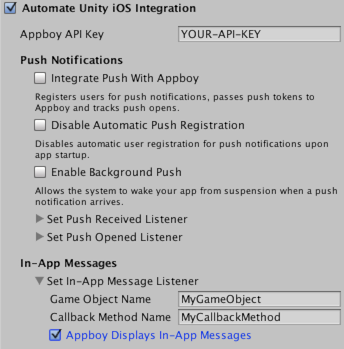 Automate Unity iOS Integration
Appboy API Key YOUR-API-KEY
Push Notifications
Integrate Push With Appboy
Registers users for push notifications, passes push tokens to
Appboy and tracks push opens.
Disable Automatic Push Registration
Disables automatic user registration for push notifications upon
app startup.
Enable Background Push
Allows the system to wake your app from suspension when a push
notification arrives.
Set Push Received Listener
Set Push Opened Listener
In-App Messages
Set In-App Message Listener
Game Object Name MyGameObject
Callback Method Name MyCallbackMethod
Appboy Displays In-App Messages